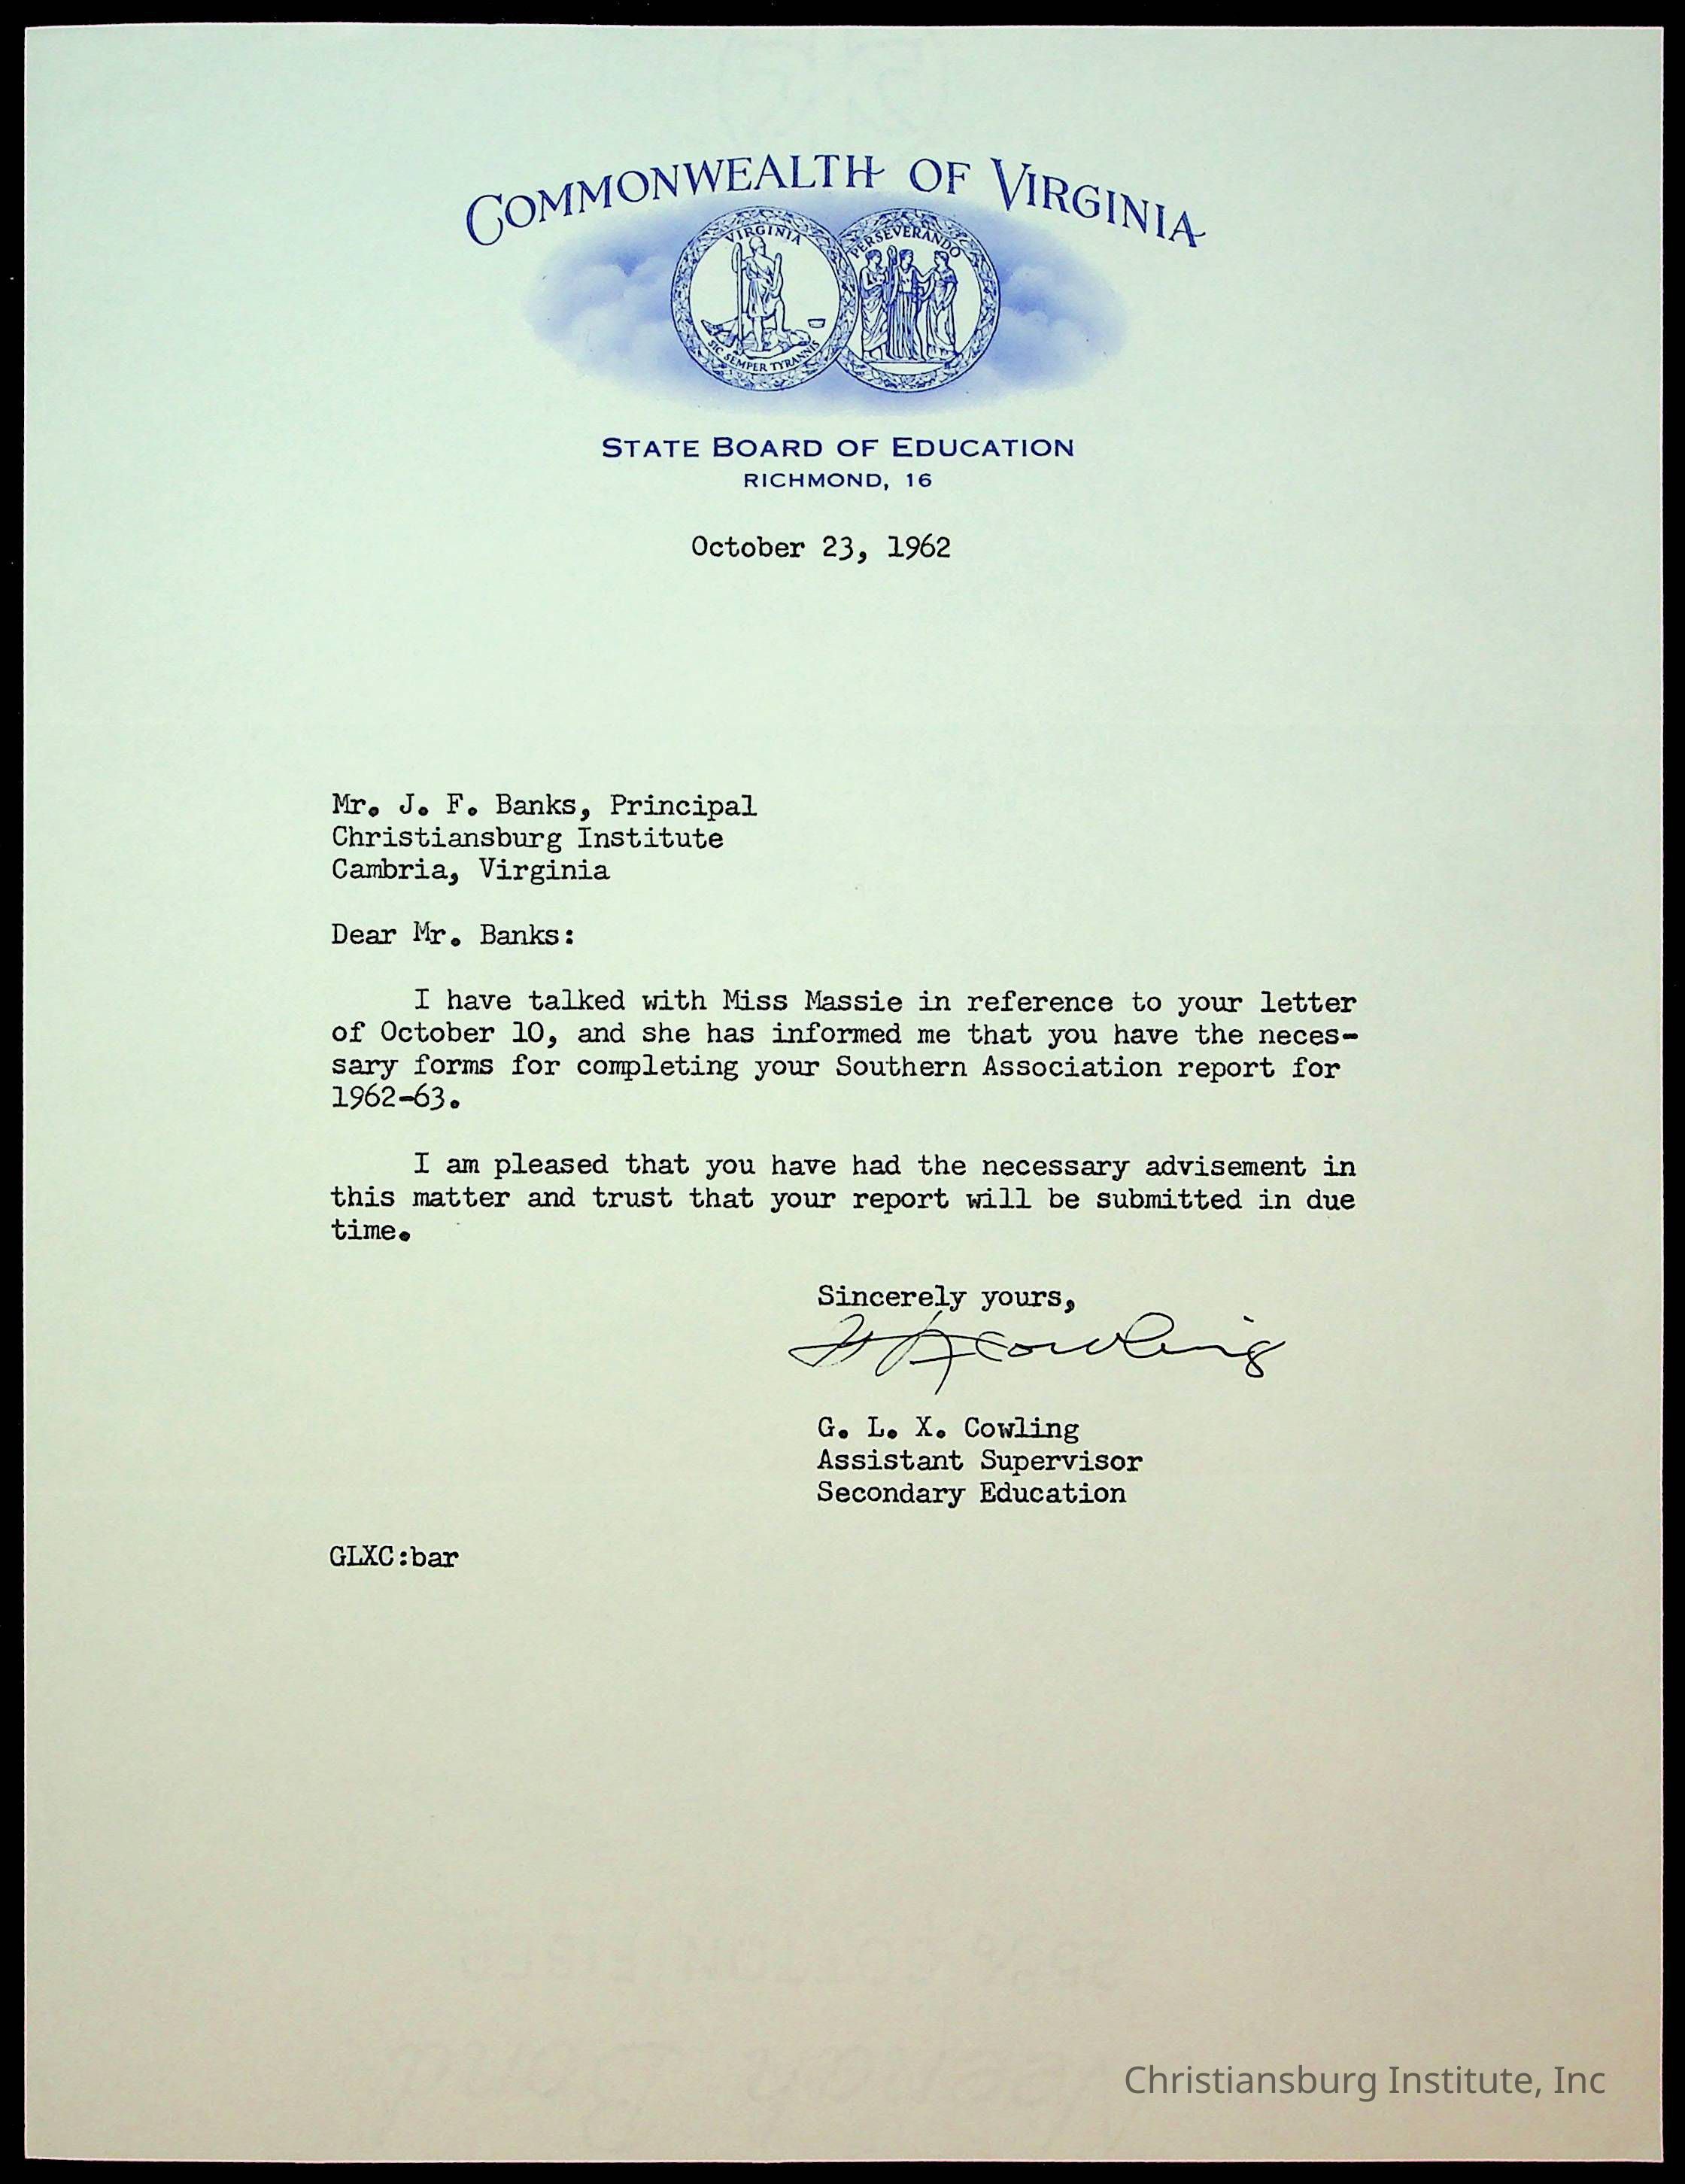 COMMONWEALTH OF VIRGINIA
VIRGINIA
PERSEVERANDO
SIC SEMPER TYRANNIS
STATE BOARD OF EDUCATION
RICHMOND, 16
October 23, 1962
Mr. J. F. Banks, Principal
Christiansburg Institute
Cambria, Virginia
Dear Mr. Banks:
I have talked with Miss Massie in reference to your letter
of October 10, and she has informed me that you have the neces-
sary forms for completing your Southern Association report for
1962-63.
I am pleased that you have had the necessary advisement in
this matter and trust that your report will be submitted in due
time.
Sincerely yours,
Cowling
G. L. X. Cowling
Assistant Supervisor
Secondary Education
GLXC:bar
Christiansburg Institute, Inc